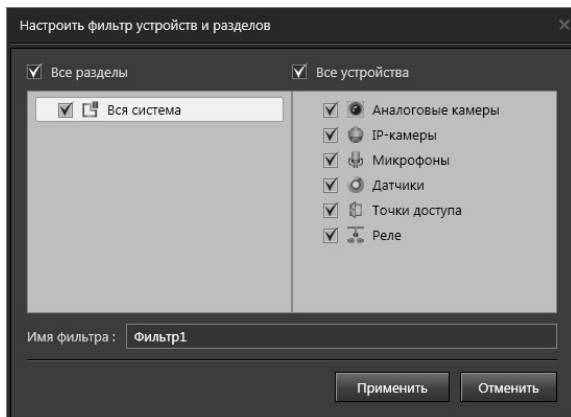 Настроить фильтр устройств и разделов
Все разделы
Все устройства
Вся система
Аналоговые камеры
IP-камеры
Микрофоны
Датчики
Точки доступа
Реле
Имя фильтра : Фильтр1
Применить Отменить